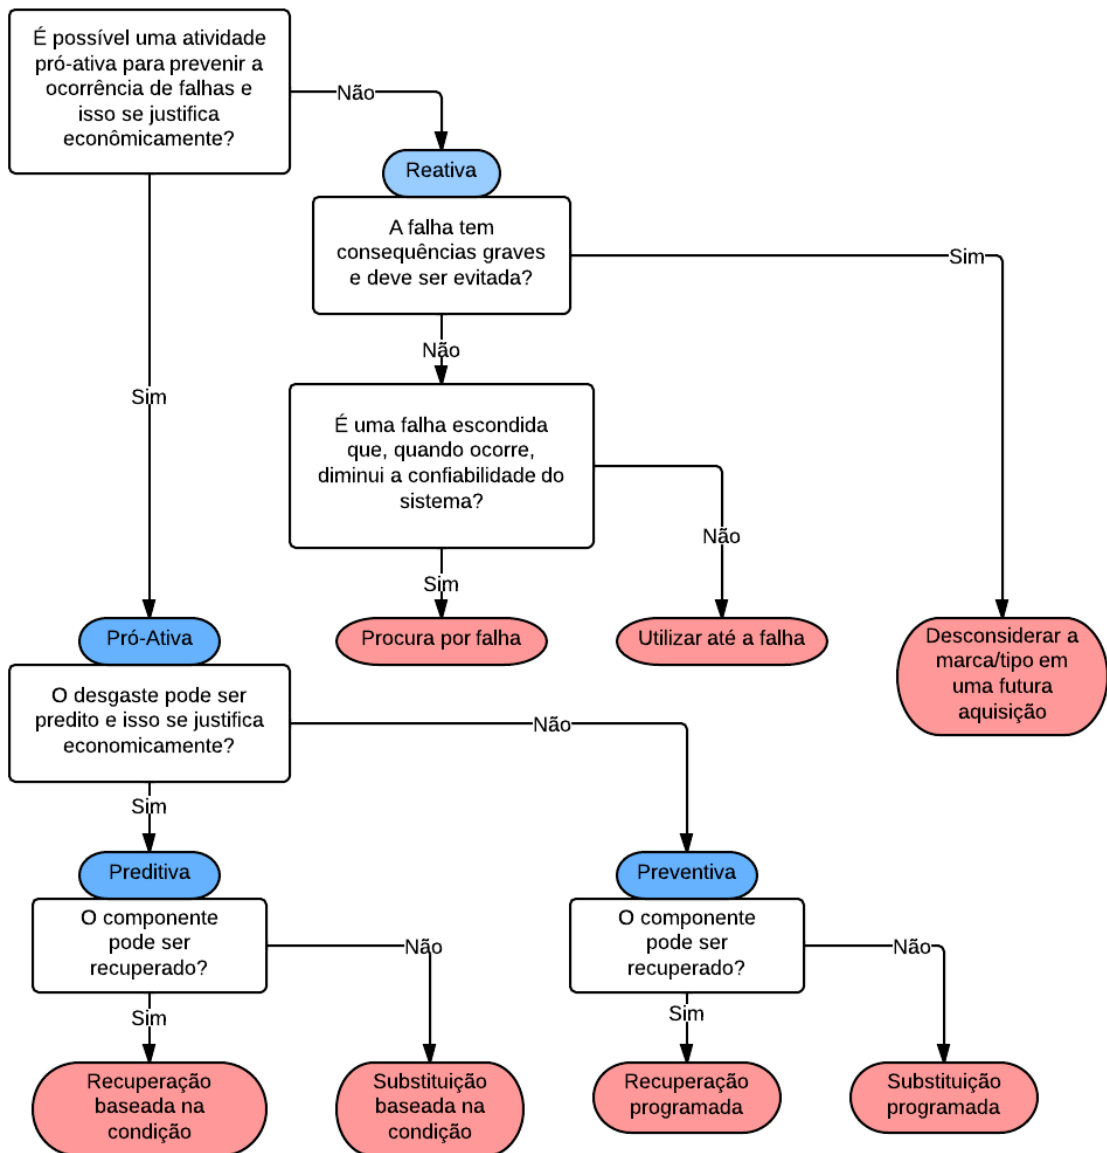 É possível uma atividade
pró-ativa para prevenir a
ocorrência de falhas e
isso se justifica
econômicamente?
Não
Reativa
A falha tem
consequências graves
e deve ser evitada?
Sim
Não
Sim
É uma falha escondida
que, quando ocorre,
diminui a confiabilidade do
sistema?
Não
Sim
Procura por falha
Utilizar até a falha
Desconsiderar a
marca/tipo em
uma futura
aquisição
Pró-Ativa
O desgaste pode ser
predito e isso se justifica
economicamente?
Não
Sim
Preditiva
O componente
pode ser
recuperado?
Não
Sim
Preventiva
O componente
pode ser
recuperado?
Não
Sim
Recuperação
baseada na
condição
Substituição
baseada na
condição
Recuperação
programada
Substituição
programada